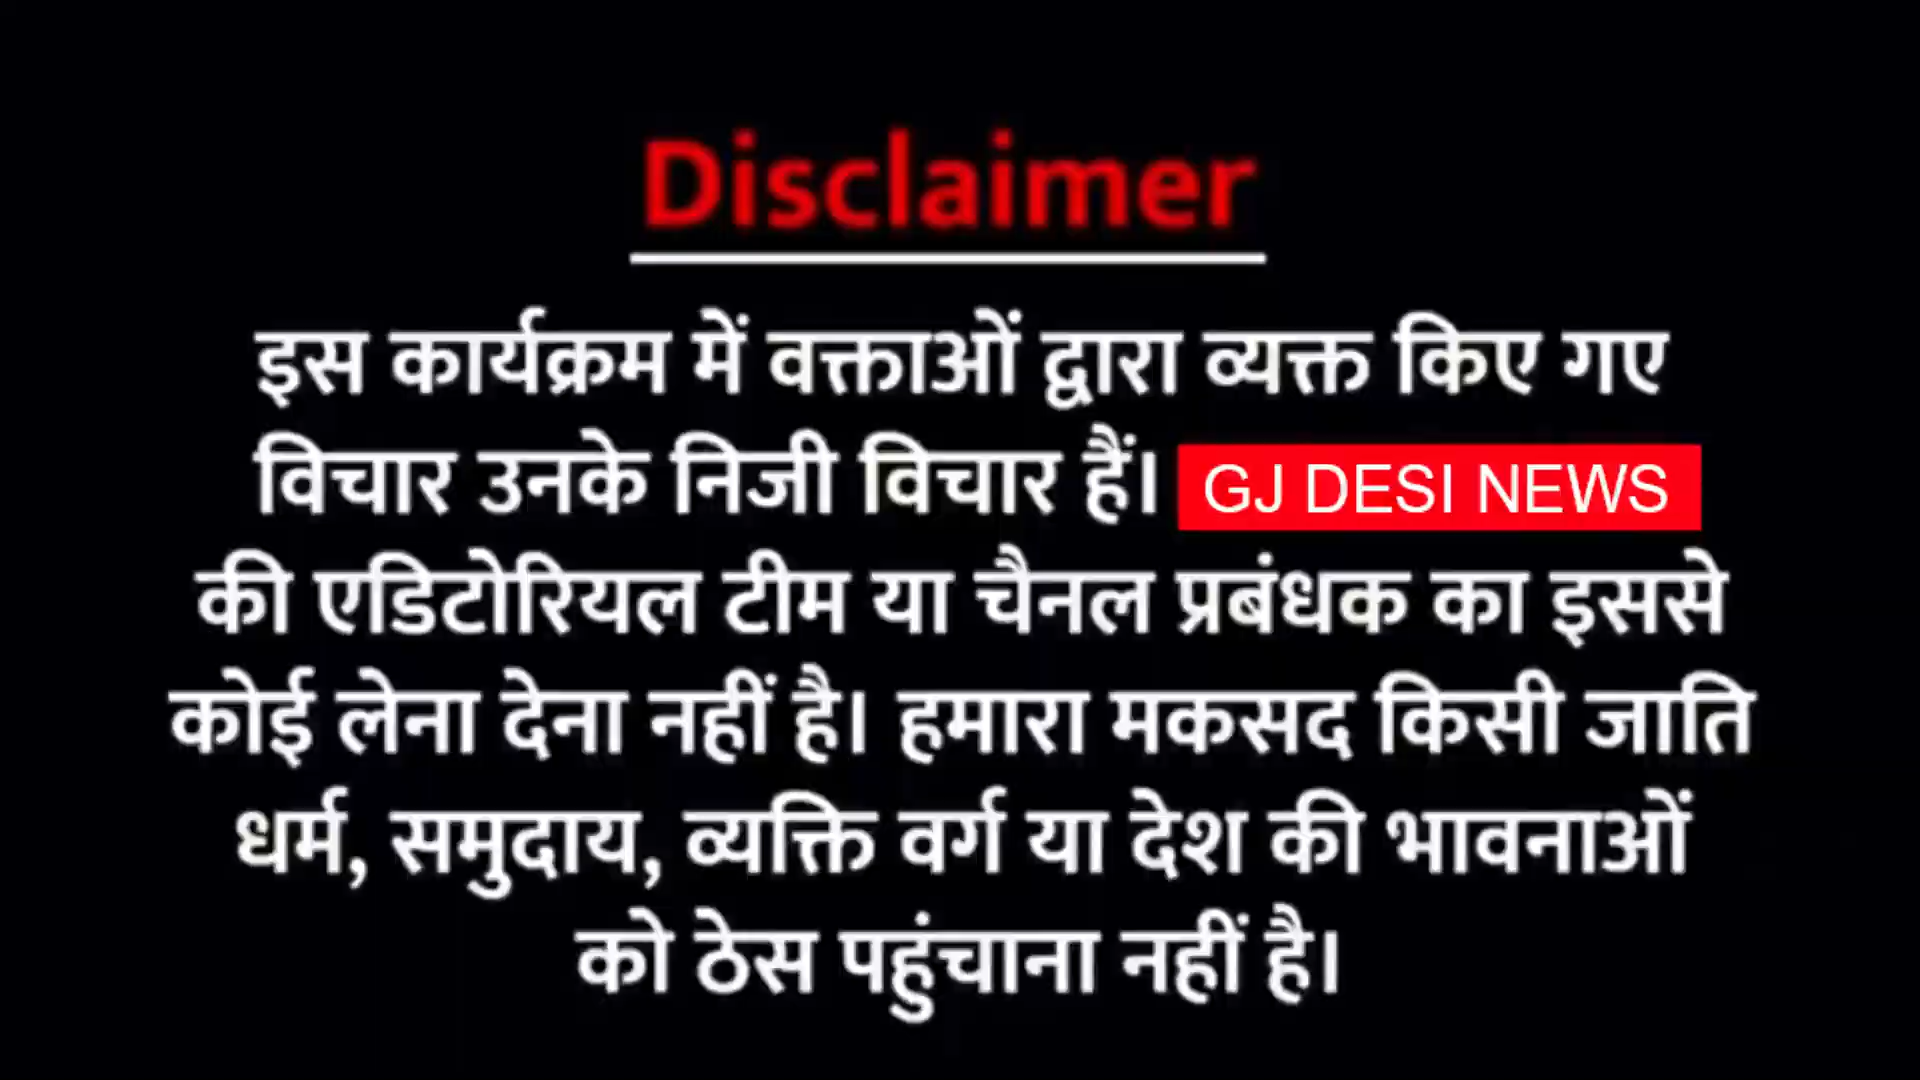 Disclaimer
इस कार्यक्रम में वक्ताओं द्वारा व्यक्त किए गए
विचार उनके निजी विचार हैं। GJ DESI NEWS
की एडिटोरियल टीम या चैनल प्रबंधक का इससे
कोई लेना देना नहीं है। हमारा मकसद किसी जाति
धर्म, समुदाय, व्यक्ति वर्ग या देश की भावनाओं
को ठेस पहुंचाना नहीं है।